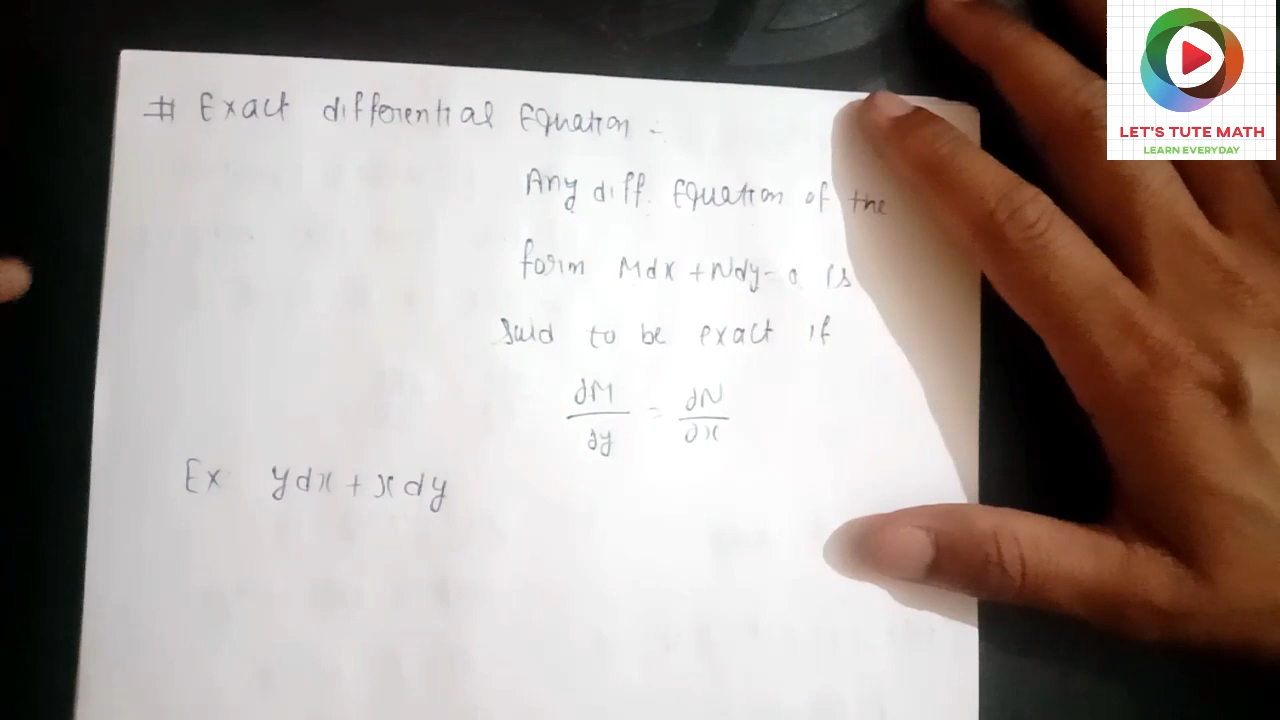 # Exact differential Equation -
Any diff. Equation of the
form Mdx + Ndy = 0 is
said to be exact if
∂M/∂y = ∂N/∂x
Ex ydx + xdy
LET'S TUTE MATH
LEARN EVERYDAY